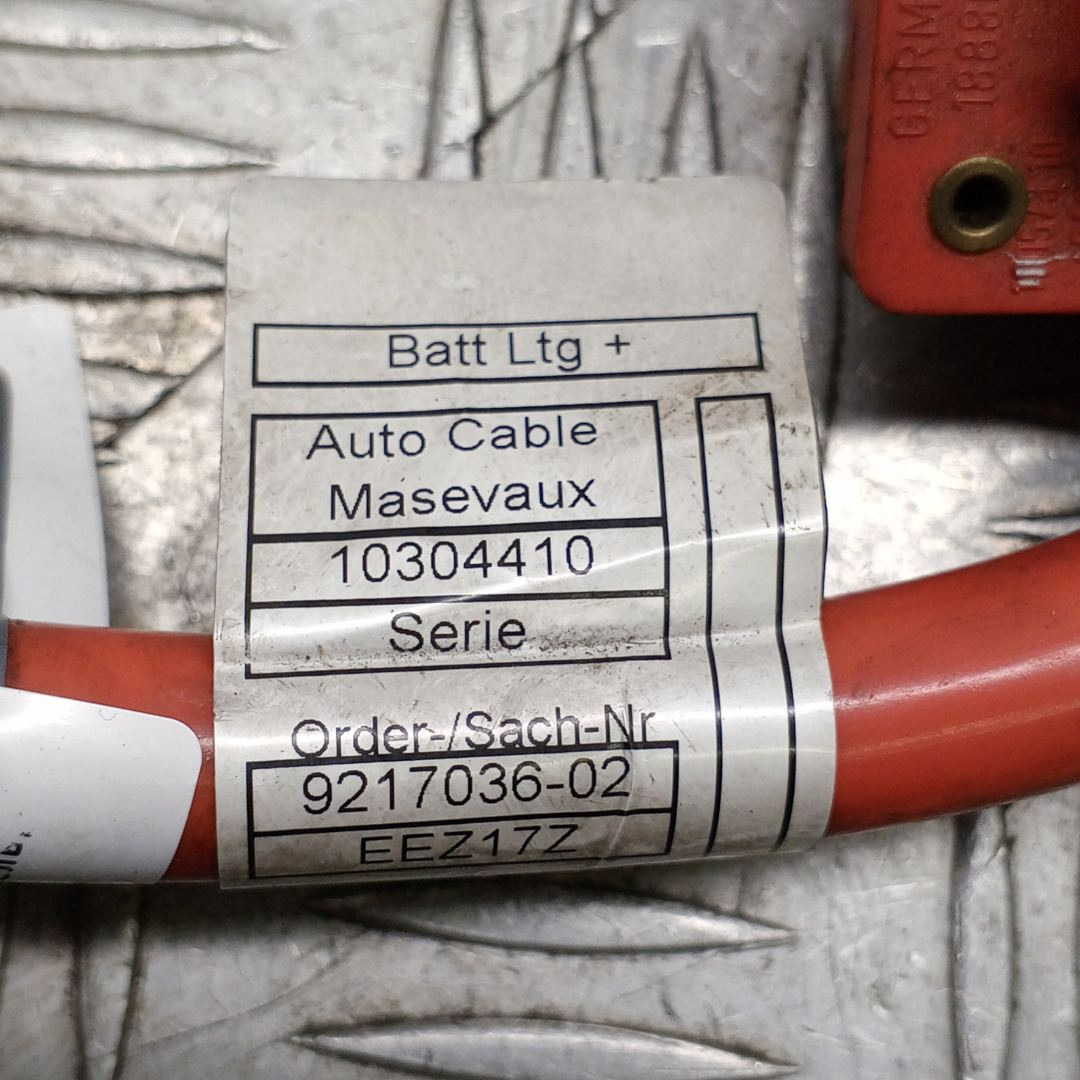 Batt Ltg +
Auto Cable
Masevaux
10304410
Serie
Order-/Sach-Nr
9217036-02
EEZ17Z